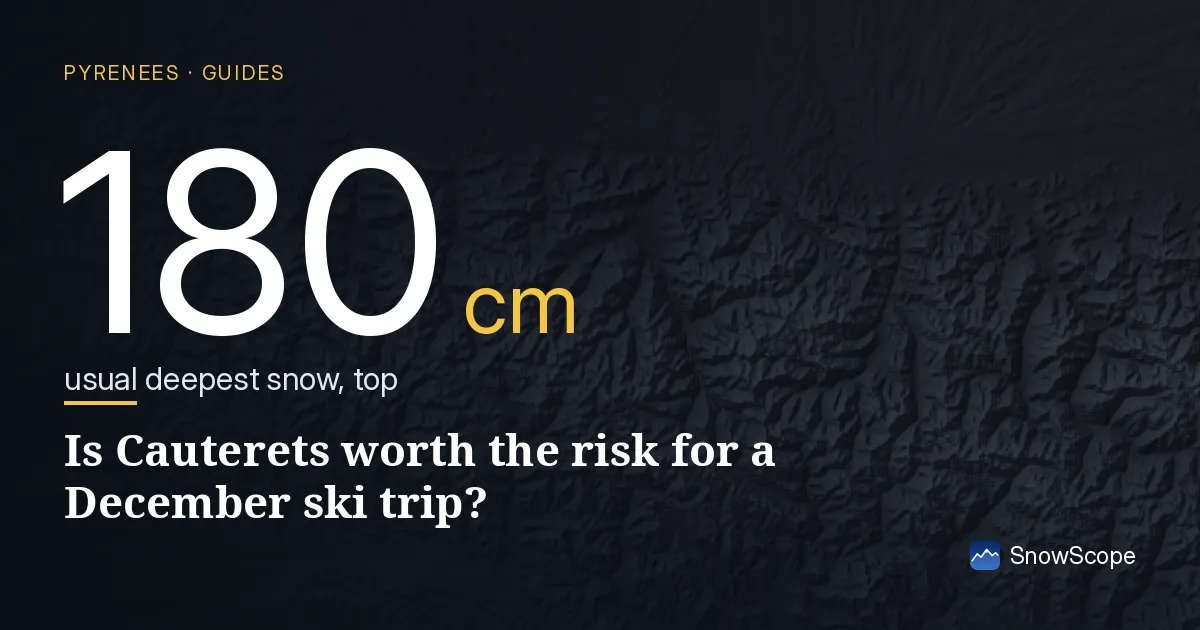 PYRENEES · GUIDES
180 cm
usual deepest snow, top
Is Cauterets worth the risk for a
December ski trip?
SnowScope